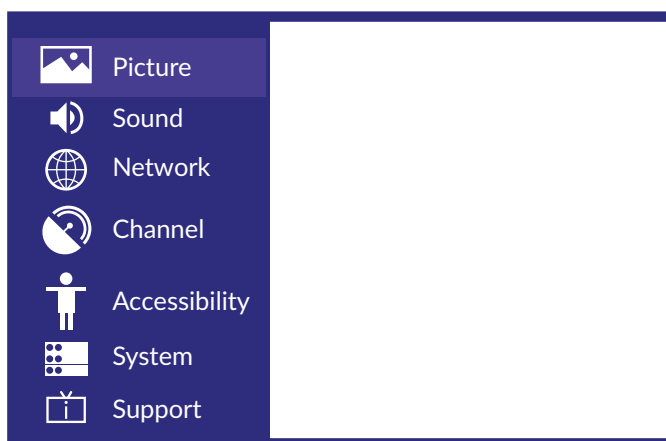 Picture
Sound
Network
Channel
Accessibility
System
Support